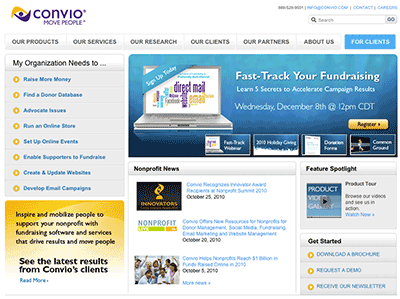 888-528-9501 | INFO@CONVIO.COM | CONTACT | CAREERS
CONVIO
MOVE PEOPLE™
Search GO
OUR PRODUCTS OUR SERVICES OUR RESEARCH OUR CLIENTS OUR PARTNERS ABOUT US FOR CLIENTS
My Organization Needs to ...
Raise More Money
Find a Donor Database
Advocate Issues
Run an Online Store
Set Up Online Events
Enable Supporters to Fundraise
Create & Update Websites
Develop Email Campaigns
Inspire and mobilize people to
support your nonprofit with
fundraising software and services
that drive results and move people
See the latest results
from Convio's clients
Read More ›
Sign Up Today
direct mail
Fast-Track Your Fundraising
Learn 5 Secrets to Accelerate Campaign Results
Wednesday, December 8th @ 12pm CDT
Register ›
Fast-Track
Webinar
2010 Holiday Giving
Donation
Forms
Common
Ground
Nonprofit News
INNOVATORS
Convio Recognizes Innovator Award
Recipients at Nonprofit Summit 2010
October 25, 2010
NONPROFIT
Convio Offers New Resources for Nonprofits for
Donor Management, Social Media, Fundraising,
Email Marketing and Website Management
October 20, 2010
Convio Helps Nonprofits Reach $1 Billion in
Funds Raised Online in 2010
October 5, 2010
More news »
Feature Spotlight
PRODUCT
VIDEO
GALLERY
Product Tour
Browse our videos
and see us in
action.
Watch Now »
Get Started
DOWNLOAD A BROCHURE
REQUEST A DEMO
RECEIVE OUR NEWSLETTER